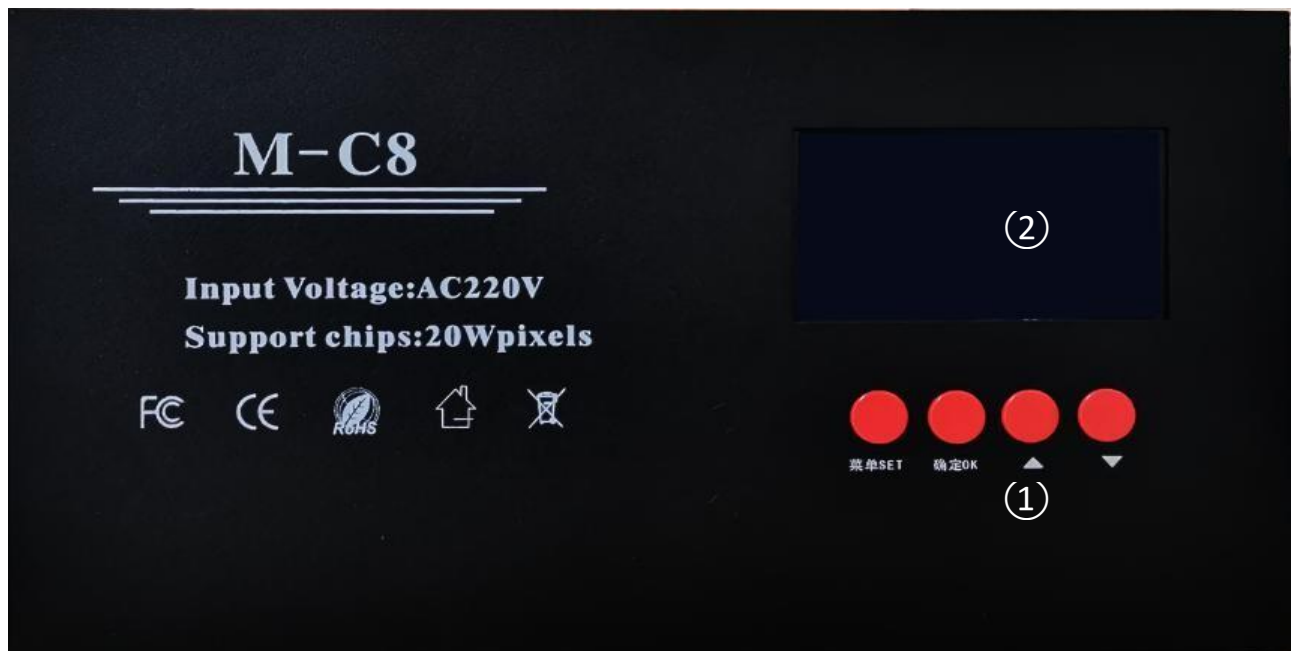 M-C8
Input Voltage:AC220V
Support chips:20Wpixels
FC CE RoHS
②
菜单SET 确定OK ▲ ▼
①